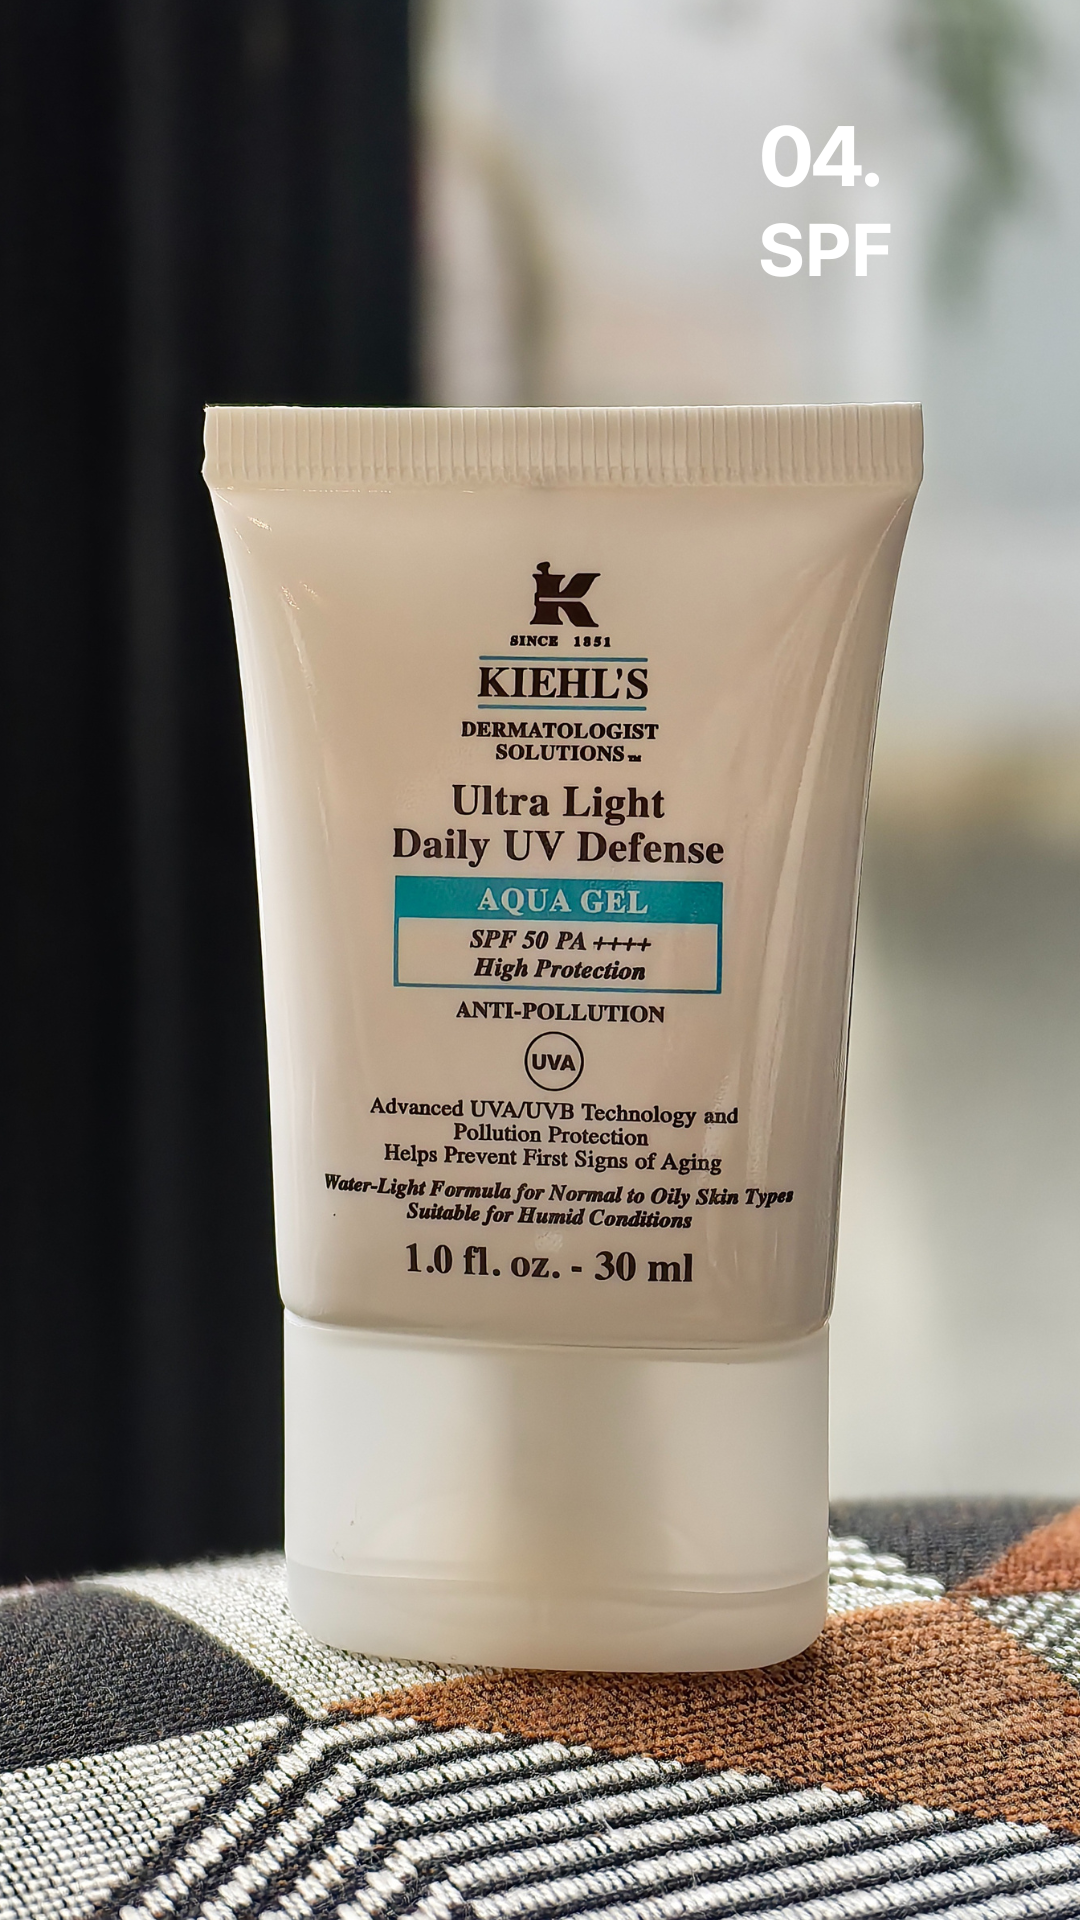 04.
SPF
K
SINCE 1851
KIEHL'S
DERMATOLOGIST
SOLUTIONS™
Ultra Light
Daily UV Defense
AQUA GEL
SPF 50 PA ++++
High Protection
ANTI-POLLUTION
UVA
Advanced UVA/UVB Technology and
Pollution Protection
Helps Prevent First Signs of Aging
Water-Light Formula for Normal to Oily Skin Types
Suitable for Humid Conditions
1.0 fl. oz. - 30 ml